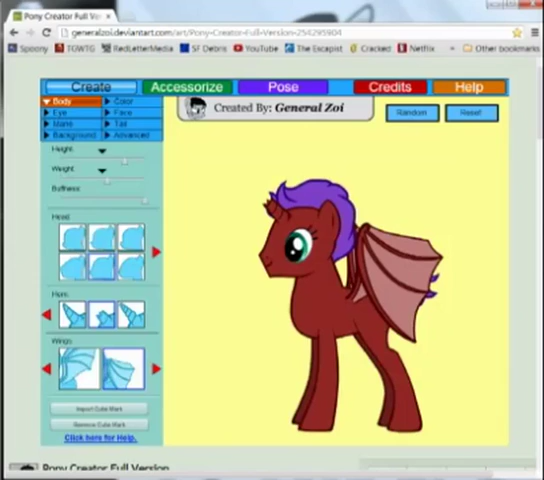 Pony Creator Full Ver
generalzoi.deviantart.com/art/Pony-Creator-Full-Version-254295904
Spoony TGWTG RedLetterMedia SF Debris YouTube The Escapist Cracked Netflix » Other bookmarks
Create Accessorize Pose Credits Help
Body Color
Eye Face
Mane Tail
Background Advanced
Created By: General Zoi
Random Reset
Height:
Weight:
Buffness:
Head:
Horn:
Wings:
Import Cutie Mark
Remove Cutie Mark
Click here for Help.
Pony Creator Full Version